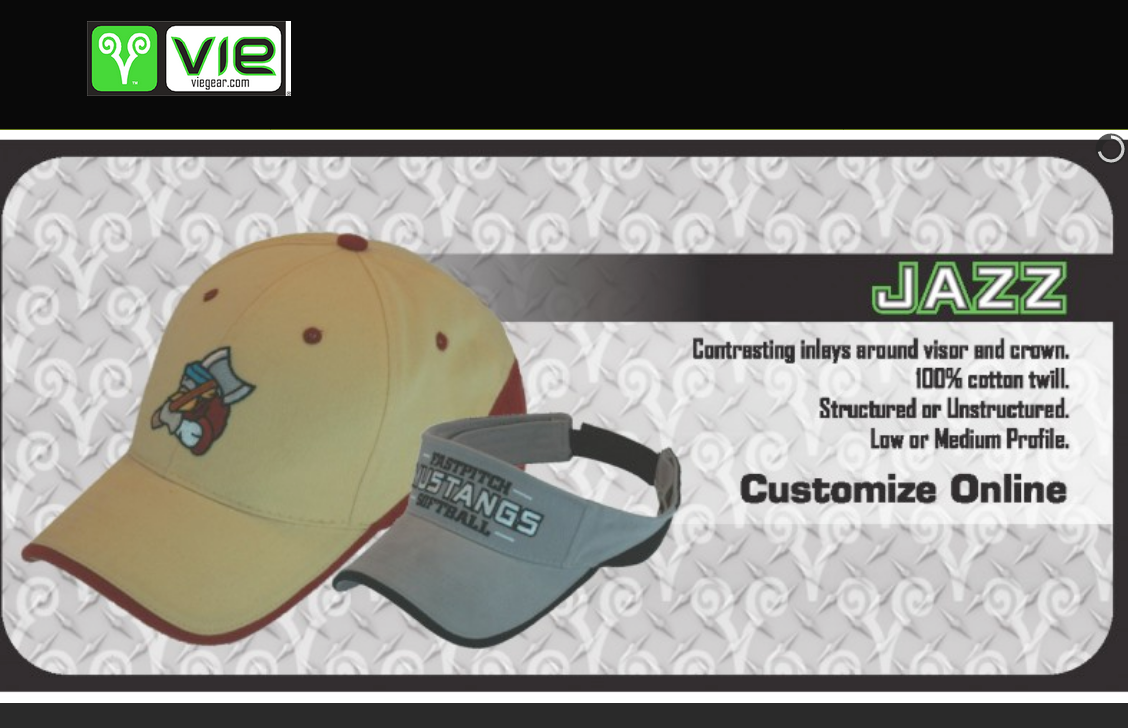 vie
viegear.com
TM
JAZZ
Contrasting inlays around visor and crown.
100% cotton twill.
Structured or Unstructured.
Low or Medium Profile.
Customize Online
FASTPITCH
MUSTANGS
SOFTBALL